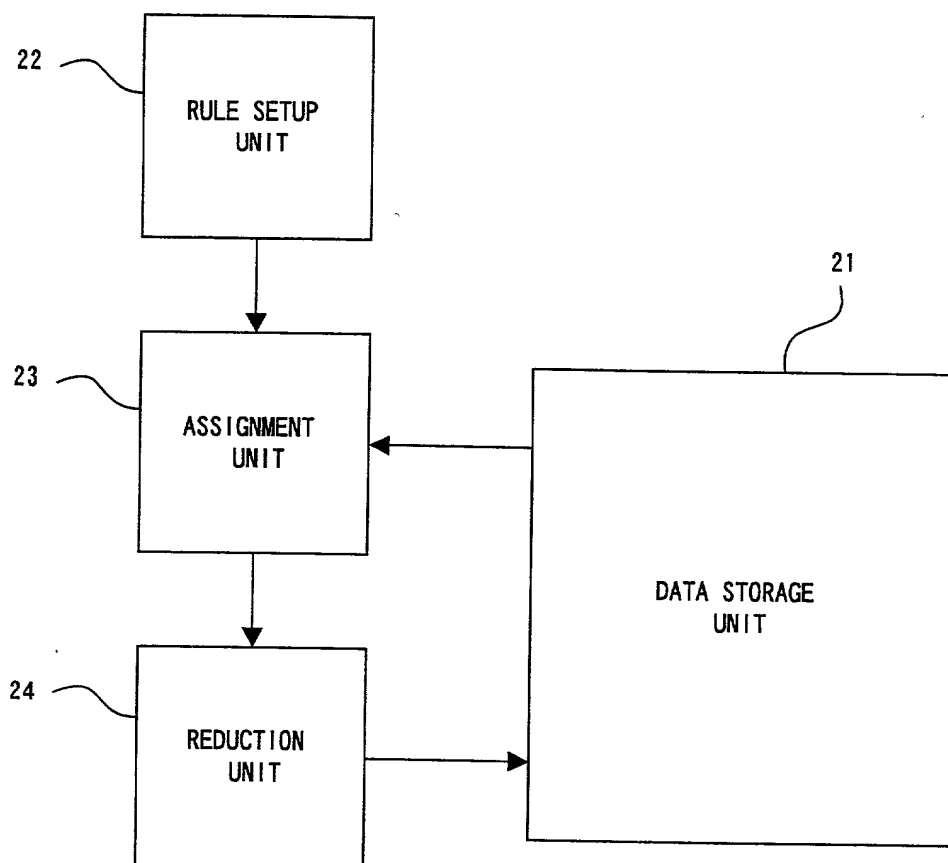 22
RULE SETUP
UNIT
21
23
ASSIGNMENT
UNIT
DATA STORAGE
UNIT
24
REDUCTION
UNIT